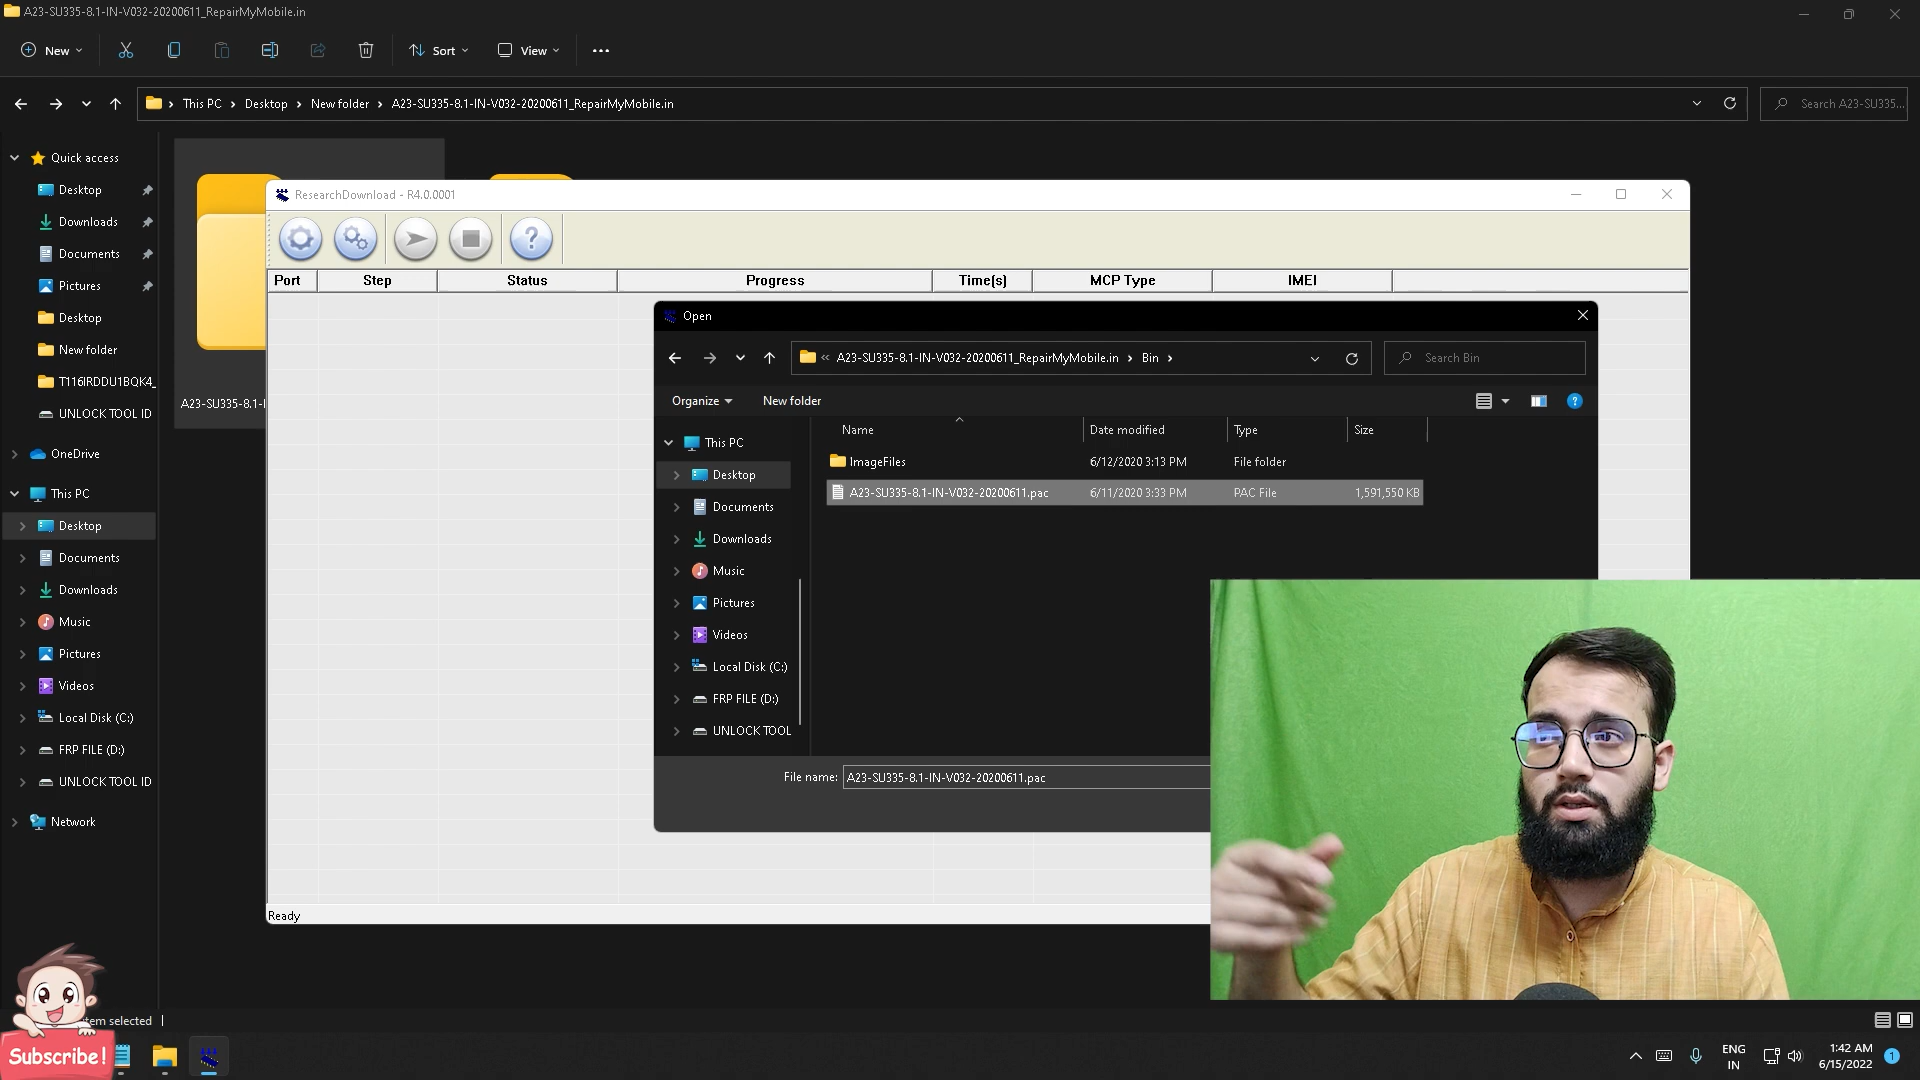 A23-SU335-8.1-IN-V032-20200611_RepairMyMobile.in
New
Sort
View
This PC
Desktop
New folder
A23-SU335-8.1-IN-V032-20200611_RepairMyMobile.in
Search A23-SU335...
Quick access
Desktop
Downloads
Documents
Pictures
Desktop
New folder
T116IRDDU1BQK4_
UNLOCK TOOL ID
OneDrive
This PC
Desktop
Documents
Downloads
Music
Pictures
Videos
Local Disk (C:)
FRP FILE (D:)
UNLOCK TOOL ID
Network
A23-SU335-8.1-I
ResearchDownload - R4.0.0001
Port Step Status Progress Time(s) MCP Type IMEI
Open
« A23-SU335-8.1-IN-V032-20200611_RepairMyMobile.in › Bin ›
Search Bin
Organize
New folder
This PC
Desktop
Documents
Downloads
Music
Pictures
Videos
Local Disk (C:)
FRP FILE (D:)
UNLOCK TOOL
Name Date modified Type Size
ImageFiles 6/12/2020 3:13 PM File folder
A23-SU335-8.1-IN-V032-20200611.pac 6/11/2020 3:33 PM PAC File 1,591,550 KB
File name: A23-SU335-8.1-IN-V032-20200611.pac
Ready
selected
Subscribe!
ENG
IN
1:42 AM
6/15/2022
1